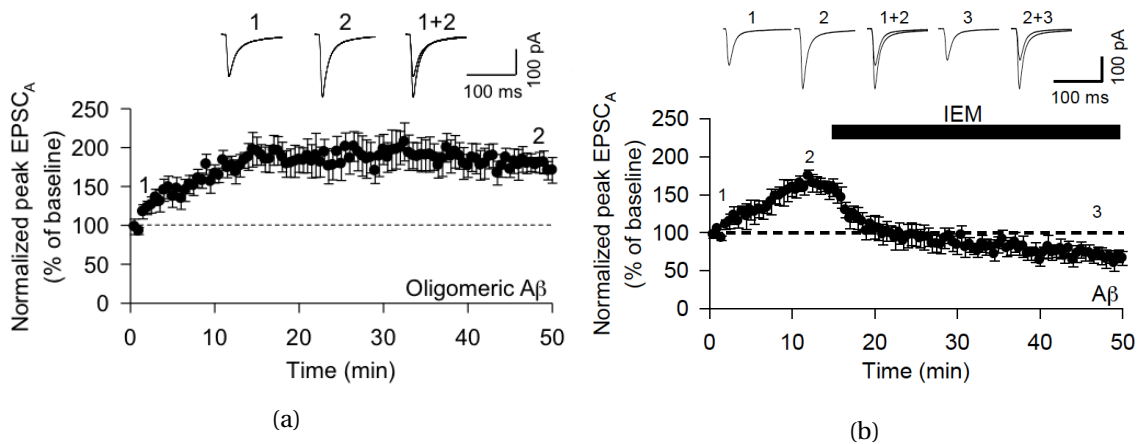 1 2 1+2
100 pA
100 ms
Normalized peak EPSCA
(% of baseline)
250
200
150
100
50
0
1
2
Oligomeric Aβ
0 10 20 30 40 50
Time (min)
(a)
1 2 1+2 3 2+3
100 pA
100 ms
IEM
Normalized peak EPSCA
(% of baseline)
250
200
150
100
50
0
1
2
3
Aβ
0 10 20 30 40 50
Time (min)
(b)